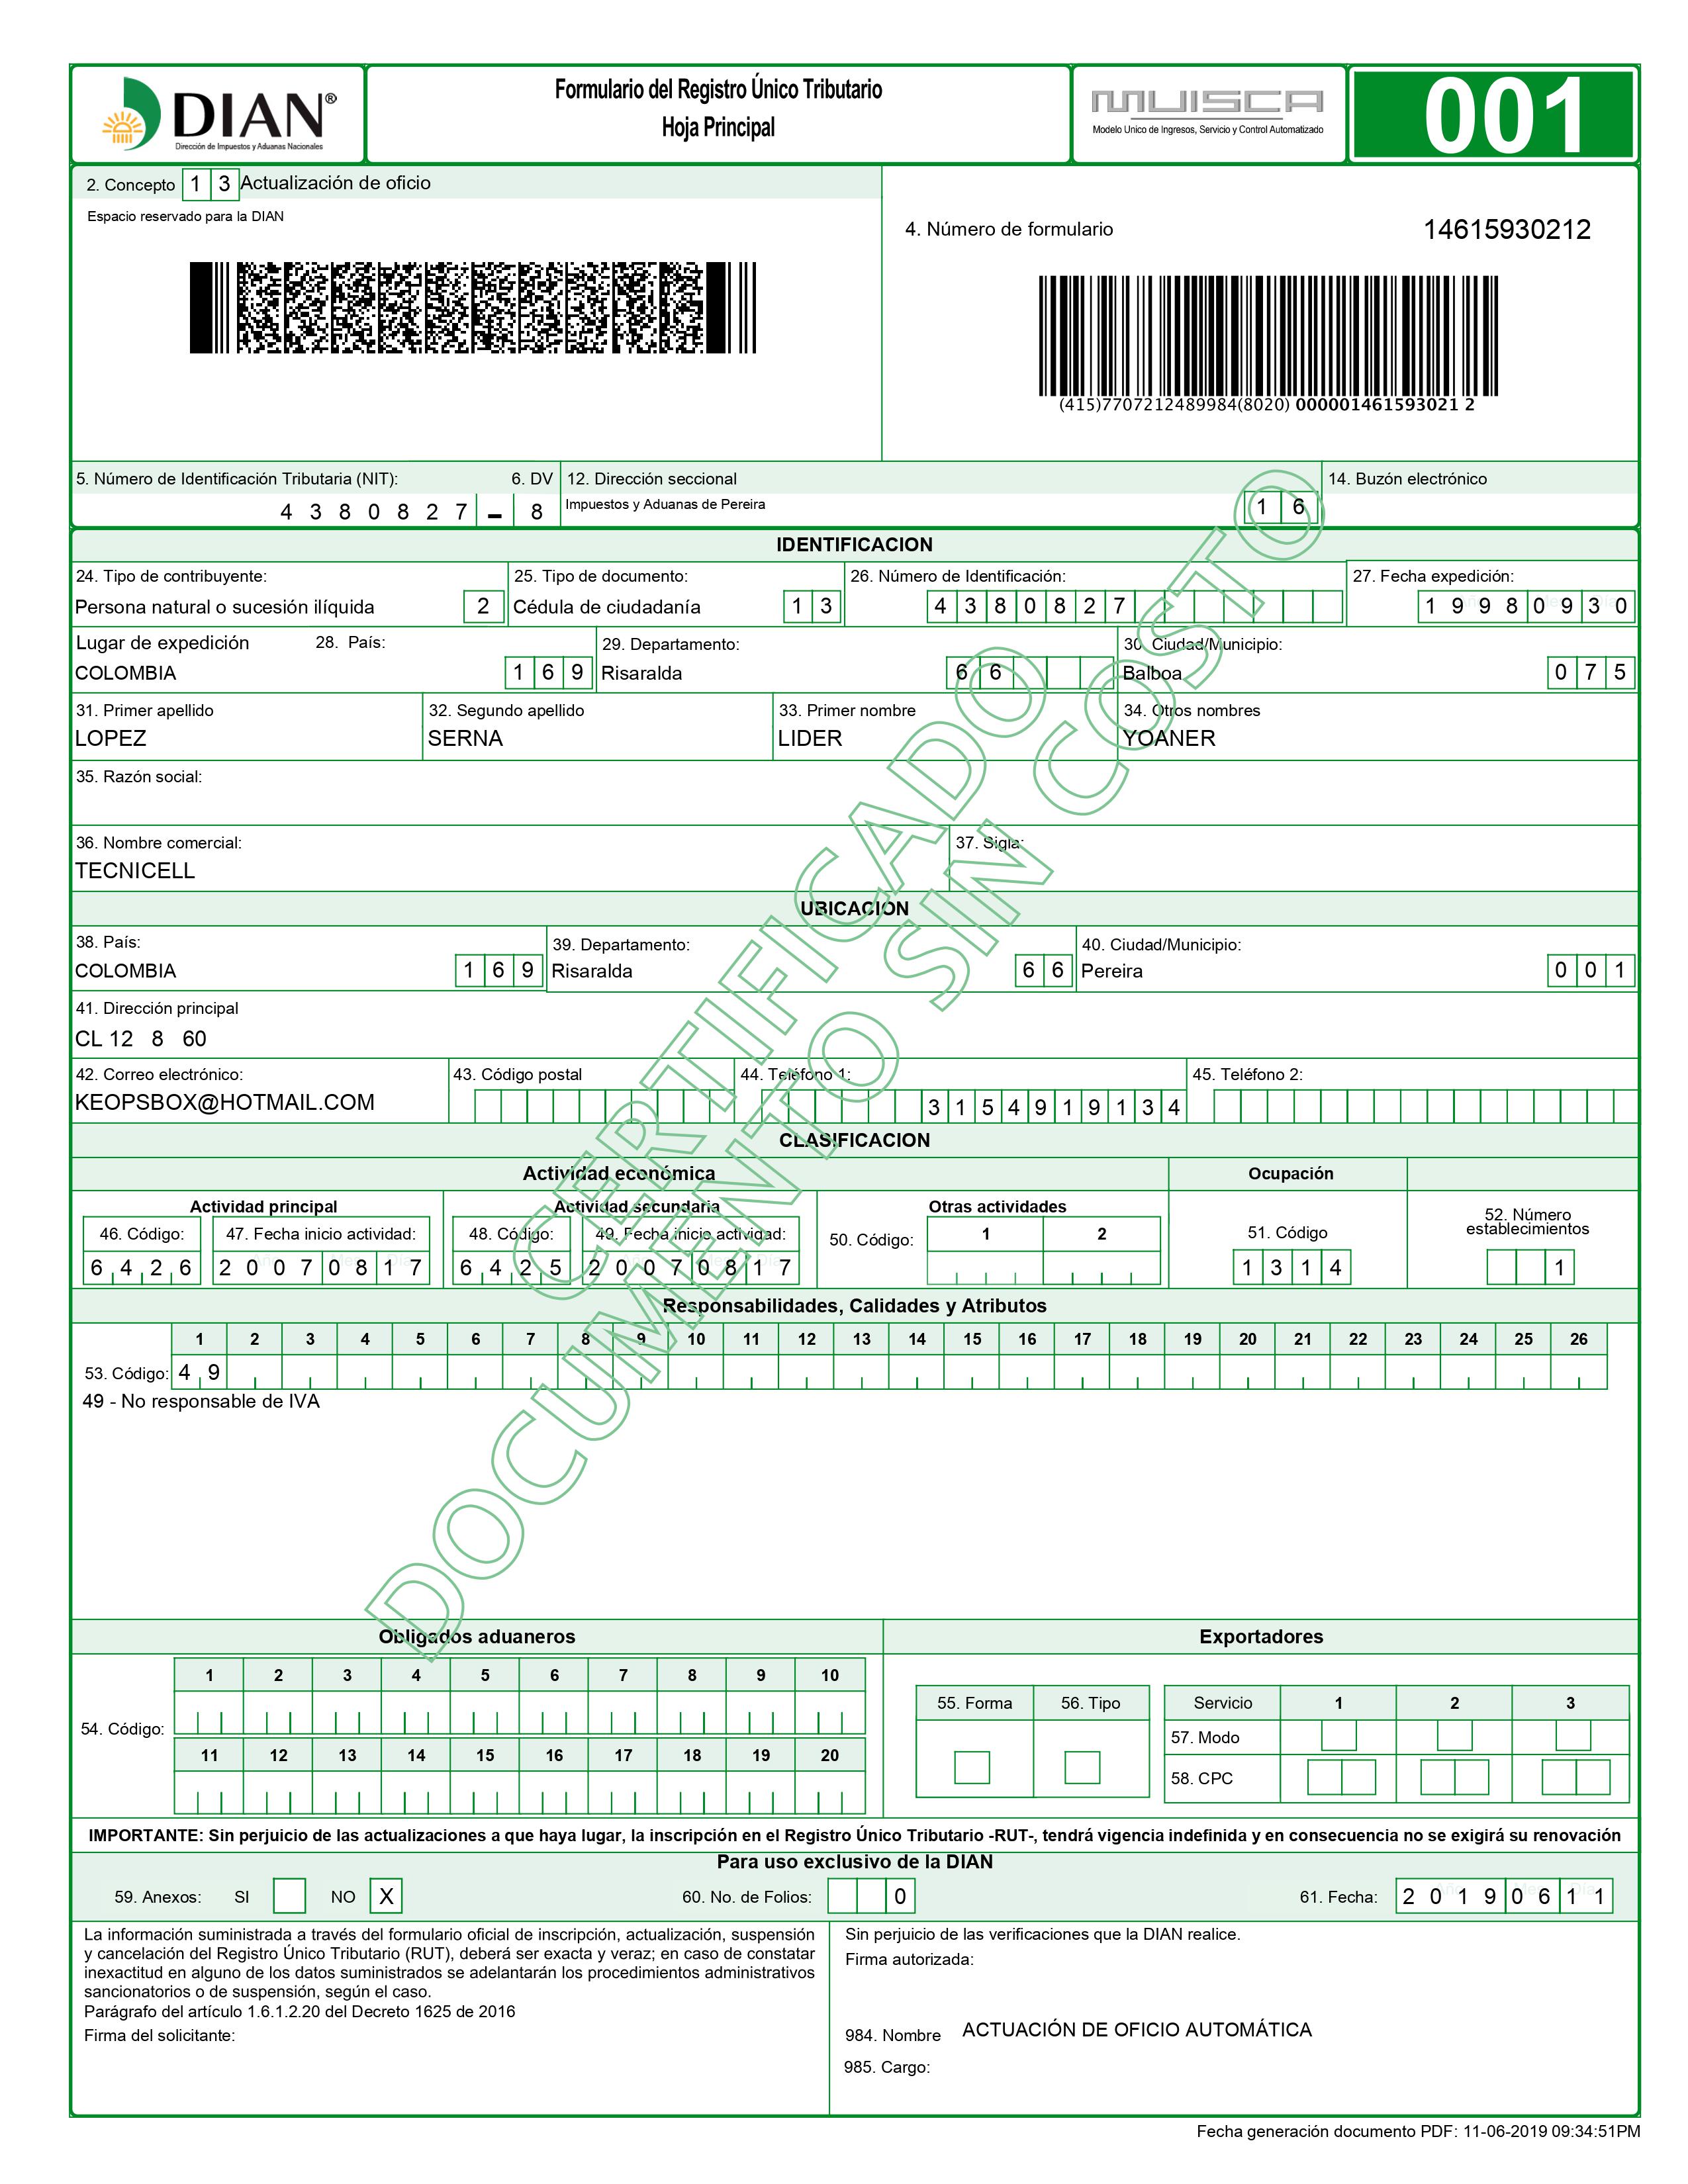 DIAN®
Dirección de Impuestos y Aduanas Nacionales
Formulario del Registro Único Tributario
Hoja Principal
MUISCA
Modelo Unico de Ingresos, Servicio y Control Automatizado
001
2. Concepto 1 3 Actualización de oficio
Espacio reservado para la DIAN
4. Número de formulario 14615930212
(415)7707212489984(8020) 000001461593021 2
5. Número de Identificación Tributaria (NIT): 6. DV 12. Dirección seccional 14. Buzón electrónico
4 3 8 0 8 2 7 - 8 Impuestos y Aduanas de Pereira 1 6
IDENTIFICACION
24. Tipo de contribuyente: 25. Tipo de documento: 26. Número de Identificación: 27. Fecha expedición:
Persona natural o sucesión ilíquida 2 Cédula de ciudadanía 1 3 4 3 8 0 8 2 7 1 9 9 8 0 9 3 0
Lugar de expedición 28. País: 29. Departamento: 30. Ciudad/Municipio:
COLOMBIA 1 6 9 Risaralda 6 6 Balboa 0 7 5
31. Primer apellido 32. Segundo apellido 33. Primer nombre 34. Otros nombres
LOPEZ SERNA LIDER YOANER
35. Razón social:
36. Nombre comercial: 37. Sigla:
TECNICELL
UBICACION
38. País: 39. Departamento: 40. Ciudad/Municipio:
COLOMBIA 1 6 9 Risaralda 6 6 Pereira 0 0 1
41. Dirección principal
CL 12 8 60
42. Correo electrónico: 43. Código postal 44. Teléfono 1: 45. Teléfono 2:
KEOPSBOX@HOTMAIL.COM 3 1 5 4 9 1 9 1 3 4
CLASIFICACION
Actividad económica Ocupación
Actividad principal Actividad secundaria Otras actividades 52. Número establecimientos
46. Código: 47. Fecha inicio actividad: 48. Código: 49. Fecha inicio actividad: 50. Código: 1 2 51. Código
6 4 2 6 2 0 0 7 0 8 1 7 6 4 2 5 2 0 0 7 0 8 1 7 1 3 1 4 1
Responsabilidades, Calidades y Atributos
1 2 3 4 5 6 7 8 9 10 11 12 13 14 15 16 17 18 19 20 21 22 23 24 25 26
53. Código: 4 9
49 - No responsable de IVA
CERTIFICADO
DOCUMENTO SIN COSTO
Obligados aduaneros Exportadores
1 2 3 4 5 6 7 8 9 10
54. Código:
11 12 13 14 15 16 17 18 19 20
55. Forma 56. Tipo Servicio 1 2 3
57. Modo
58. CPC
IMPORTANTE: Sin perjuicio de las actualizaciones a que haya lugar, la inscripción en el Registro Único Tributario -RUT-, tendrá vigencia indefinida y en consecuencia no se exigirá su renovación
Para uso exclusivo de la DIAN
59. Anexos: SI NO X 60. No. de Folios: 0 61. Fecha: 2 0 1 9 0 6 1 1
La información suministrada a través del formulario oficial de inscripción, actualización, suspensión
y cancelación del Registro Único Tributario (RUT), deberá ser exacta y veraz; en caso de constatar
inexactitud en alguno de los datos suministrados se adelantarán los procedimientos administrativos
sancionatorios o de suspensión, según el caso.
Parágrafo del artículo 1.6.1.2.20 del Decreto 1625 de 2016
Firma del solicitante:
Sin perjuicio de las verificaciones que la DIAN realice.
Firma autorizada:
984. Nombre ACTUACIÓN DE OFICIO AUTOMÁTICA
985. Cargo:
Fecha generación documento PDF: 11-06-2019 09:34:51PM